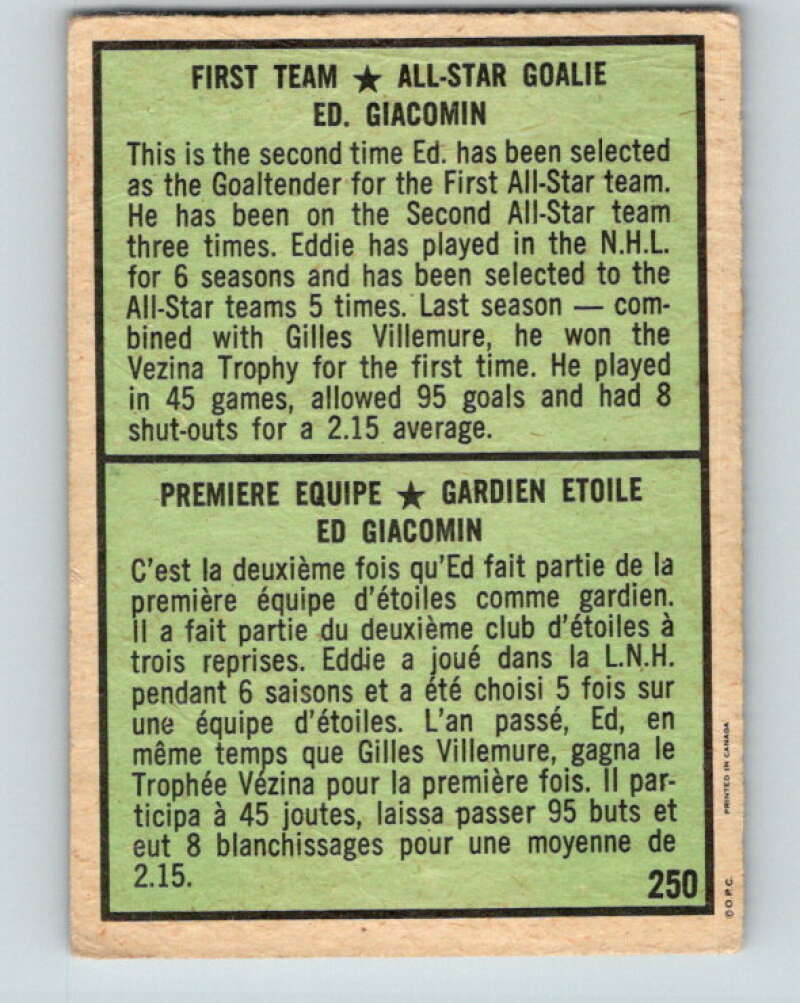 FIRST TEAM ★ ALL-STAR GOALIE
ED. GIACOMIN
This is the second time Ed. has been selected
as the Goaltender for the First All-Star team.
He has been on the Second All-Star team
three times. Eddie has played in the N.H.L.
for 6 seasons and has been selected to the
All-Star teams 5 times. Last season — com-
bined with Gilles Villemure, he won the
Vezina Trophy for the first time. He played
in 45 games, allowed 95 goals and had 8
shut-outs for a 2.15 average.
PREMIERE EQUIPE ★ GARDIEN ETOILE
ED GIACOMIN
C'est la deuxième fois qu'Ed fait partie de la
première équipe d'étoiles comme gardien.
Il a fait partie du deuxième club d'étoiles à
trois reprises. Eddie a joué dans la L.N.H.
pendant 6 saisons et a été choisi 5 fois sur
une équipe d'étoiles. L'an passé, Ed, en
même temps que Gilles Villemure, gagna le
Trophée Vézina pour la première fois. Il par-
ticipa à 45 joutes, laissa passer 95 buts et
eut 8 blanchissages pour une moyenne de
2.15.
250
©O.P.C. PRINTED IN CANADA